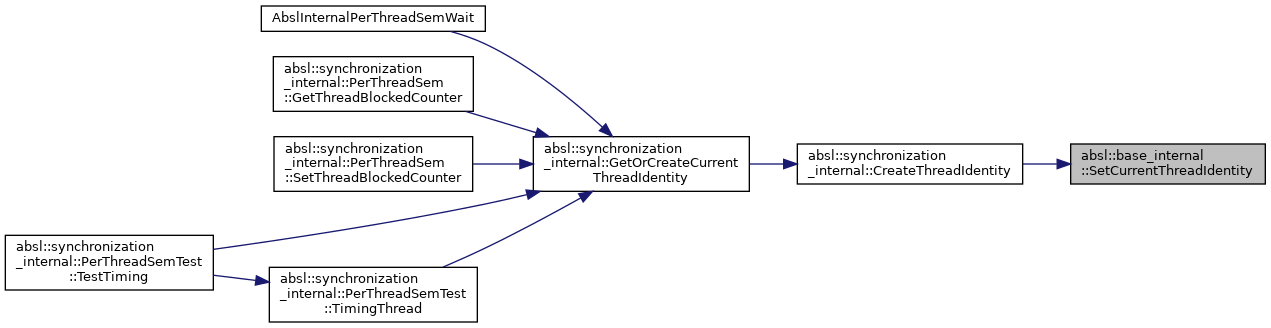 AbslInternalPerThreadSemWait
absl::synchronization
_internal::PerThreadSem
::GetThreadBlockedCounter
absl::synchronization
_internal::PerThreadSem
::SetThreadBlockedCounter
absl::synchronization
_internal::GetOrCreateCurrent
ThreadIdentity
absl::synchronization
_internal::CreateThreadIdentity
absl::base_internal
::SetCurrentThreadIdentity
absl::synchronization
_internal::PerThreadSemTest
::TestTiming
absl::synchronization
_internal::PerThreadSemTest
::TimingThread